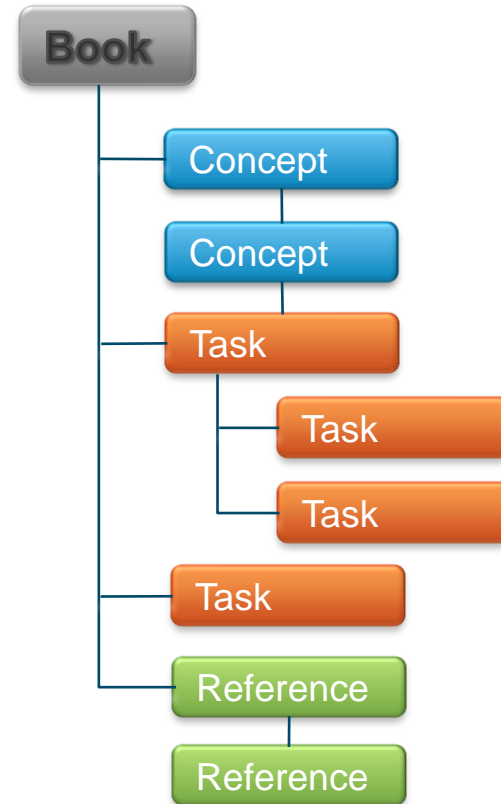 Book
Concept
Concept
Task
Task
Task
Task
Reference
Reference